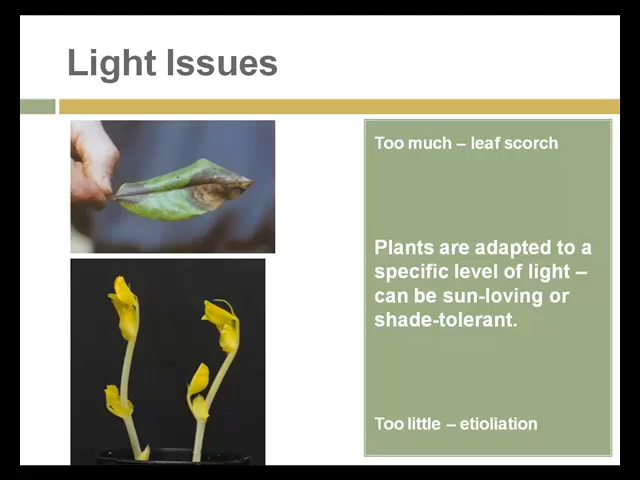 Light Issues
Too much – leaf scorch
Plants are adapted to a
specific level of light –
can be sun-loving or
shade-tolerant.
Too little – etioliation